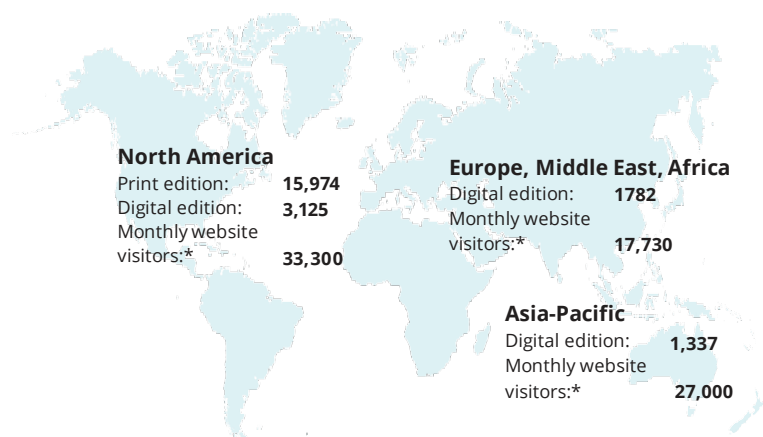 North America
Print edition: 15,974
Digital edition: 3,125
Monthly website
visitors:* 33,300
Europe, Middle East, Africa
Digital edition: 1782
Monthly website
visitors:* 17,730
Asia-Pacific
Digital edition: 1,337
Monthly website
visitors:* 27,000